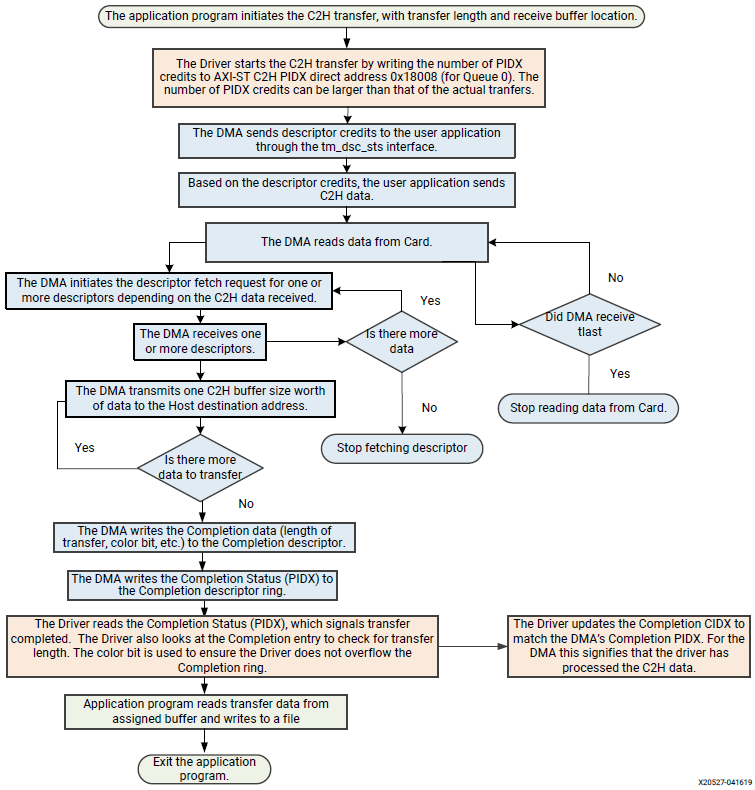 The application program initiates the C2H transfer, with transfer length and receive buffer location.
The Driver starts the C2H transfer by writing the number of PIDX
credits to AXI-ST C2H PIDX direct address 0x18008 (for Queue 0). The
number of PIDX credits can be larger than that of the actual tranfers.
The DMA sends descriptor credits to the user application
through the tm_dsc_sts interface.
Based on the descriptor credits, the user application sends
C2H data.
The DMA reads data from Card.
No
The DMA initiates the descriptor fetch request for one or
more descriptors depending on the C2H data received.
Yes
Did DMA receive
tlast
The DMA receives one
or more descriptors.
Is there more
data
Yes
The DMA transmits one C2H buffer size worth
of data to the Host destination address.
No
Stop reading data from Card.
Yes
Stop fetching descriptor
Is there more
data to transfer
No
The DMA writes the Completion data (length of
transfer, color bit, etc.) to the Completion descriptor.
The DMA writes the Completion Status (PIDX) to
the Completion descriptor ring.
The Driver reads the Completion Status (PIDX), which signals transfer
completed. The Driver also looks at the Completion entry to check for transfer
length. The color bit is used to ensure the Driver does not overflow the
Completion ring.
The Driver updates the Completion CIDX to
match the DMA's Completion PIDX. For the
DMA this signifies that the driver has
processed the C2H data.
Application program reads transfer data from
assigned buffer and writes to a file
Exit the application
program.
X20527-041619